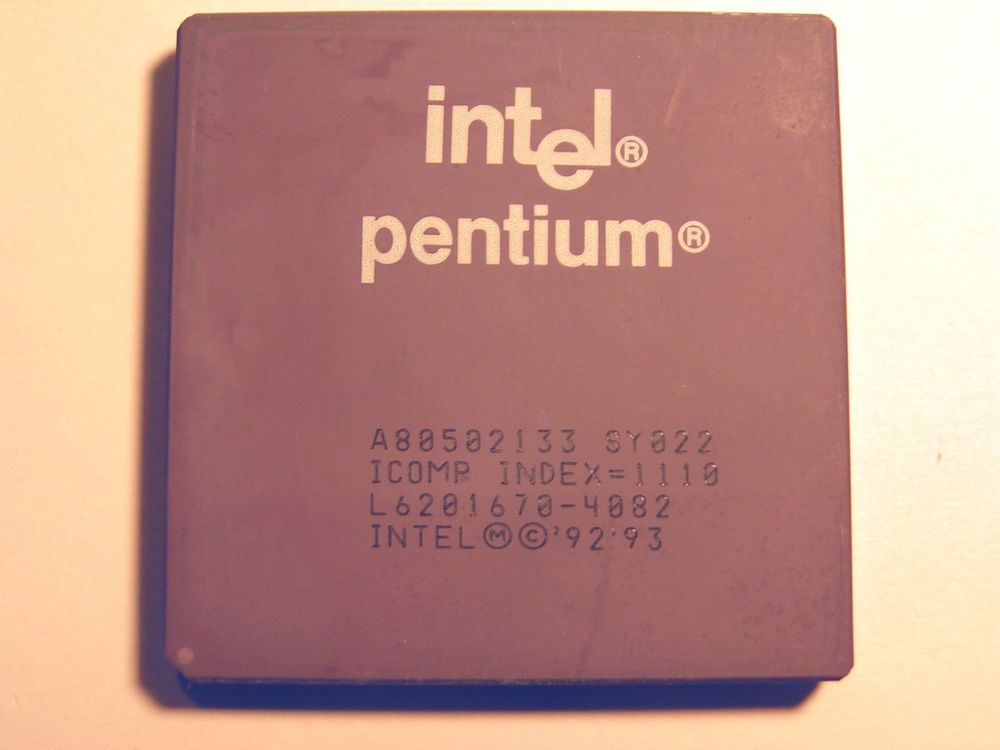 intel®
pentium®
A80502133 SY022
ICOMP INDEX=1110
L6201670-4082
INTEL Ⓜ©'92'93